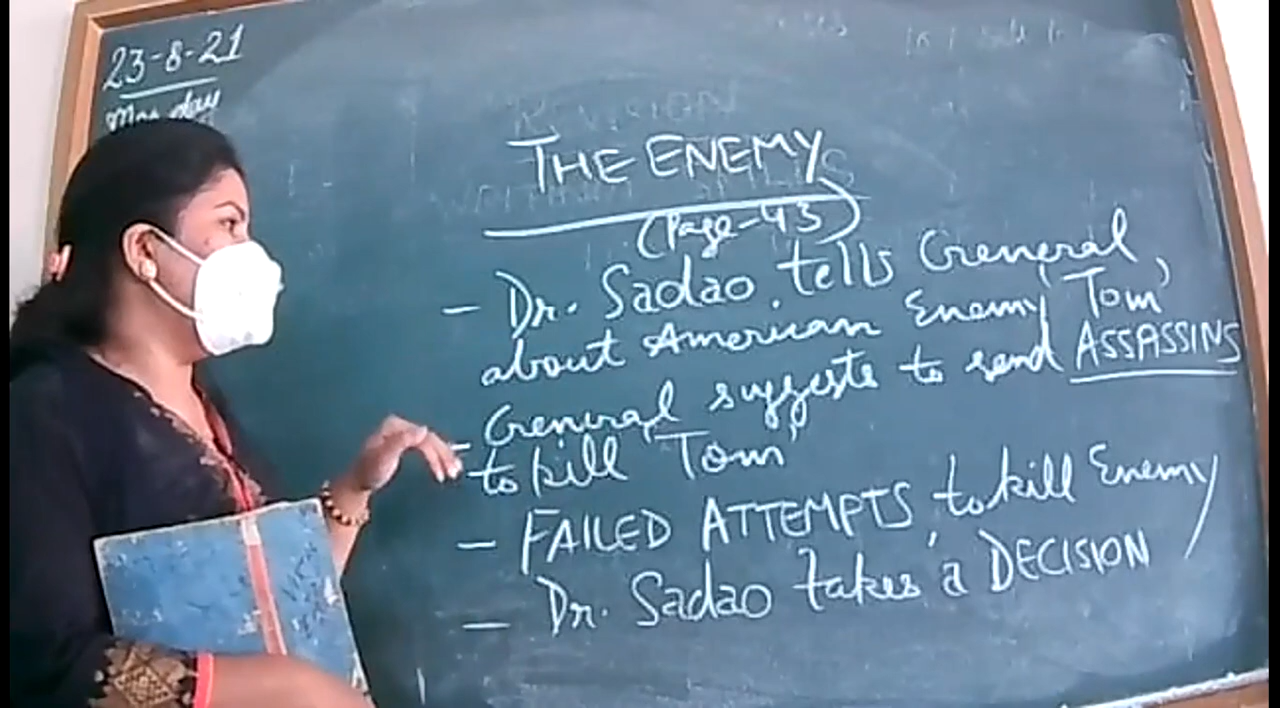 23-8-21
Monday
REVISION
THE ENEMY
(Page-43)
- Dr. Sadao tells General
about American Enemy 'Tom'
- General suggests to send ASSASSINS
to kill 'Tom'
- FAILED ATTEMPTS, to kill Enemy
- Dr. Sadao takes a DECISION